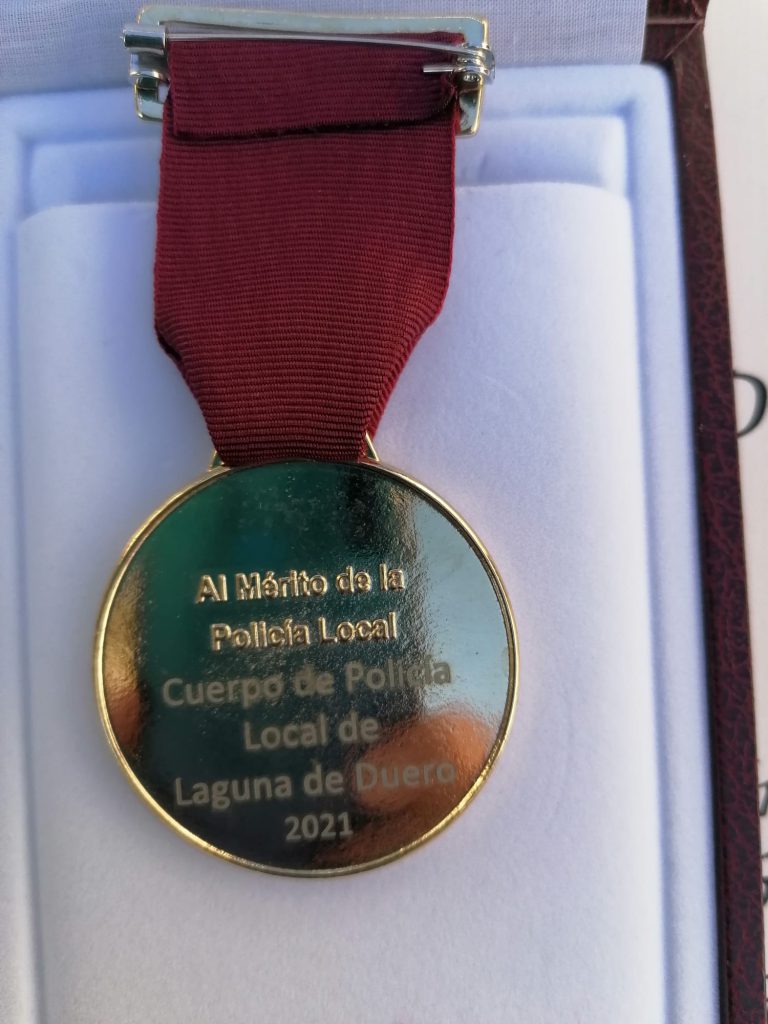 Al Mérito de la
Policía Local
Cuerpo de Policía
Local de
Laguna de Duero
2021